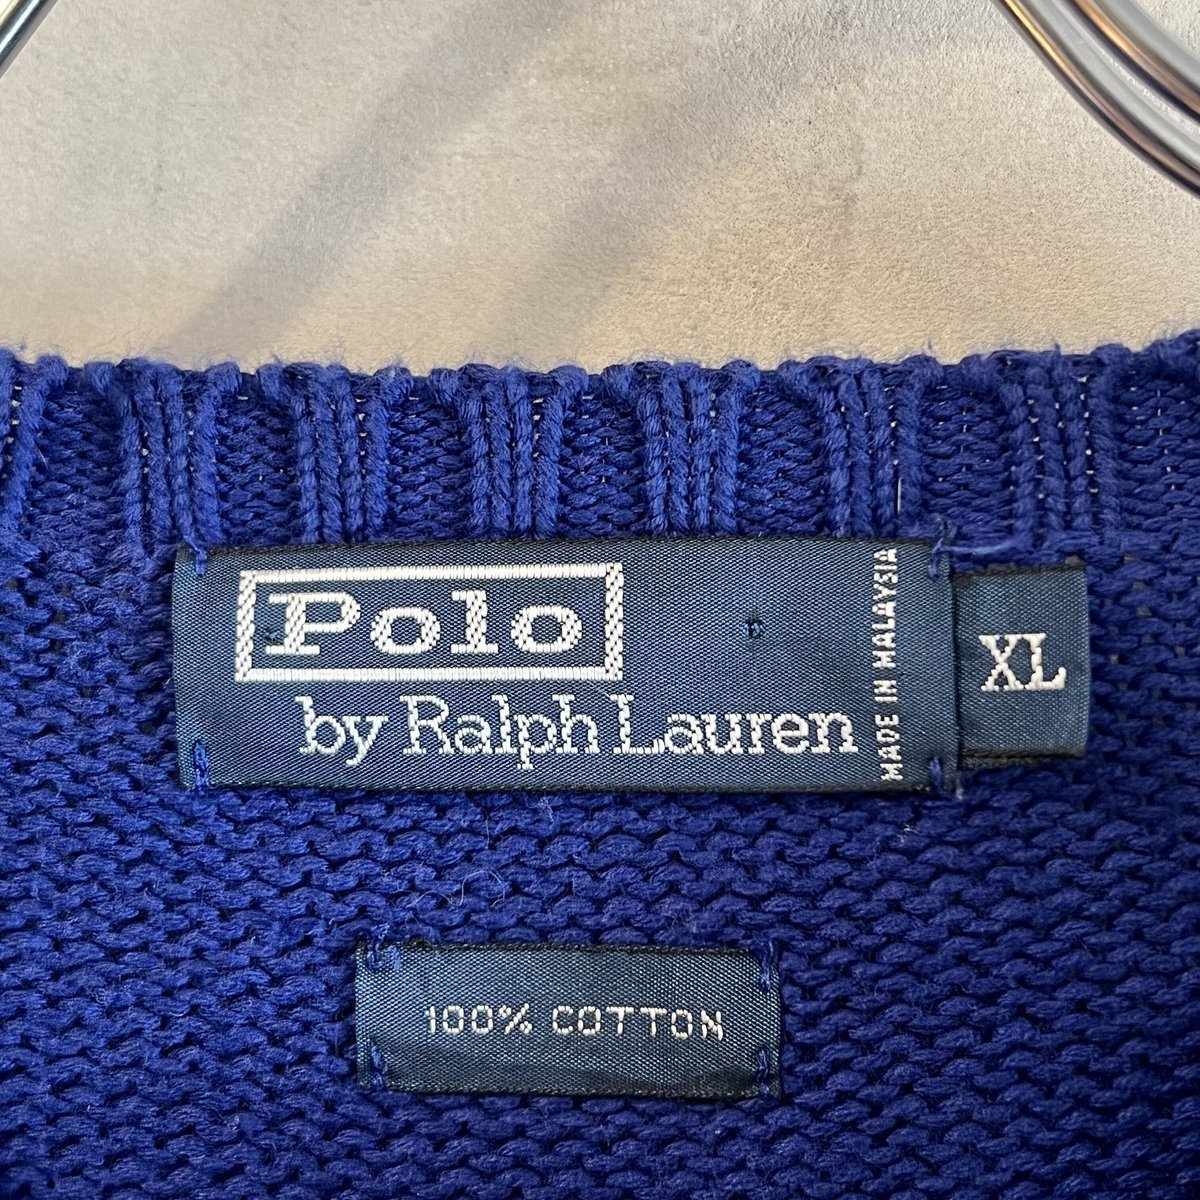 Polo
by Ralph Lauren
MADE IN MALAYSIA
XL
100% COTTON